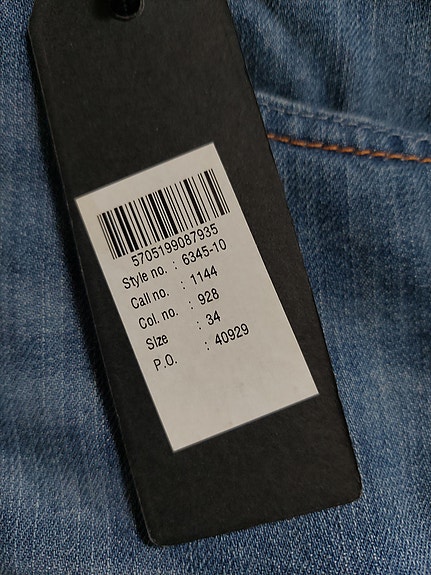 5705199087935
Style no. : 6345-10
Call no. : 1144
Col. no. : 928
Size : 34
P.O. : 40929